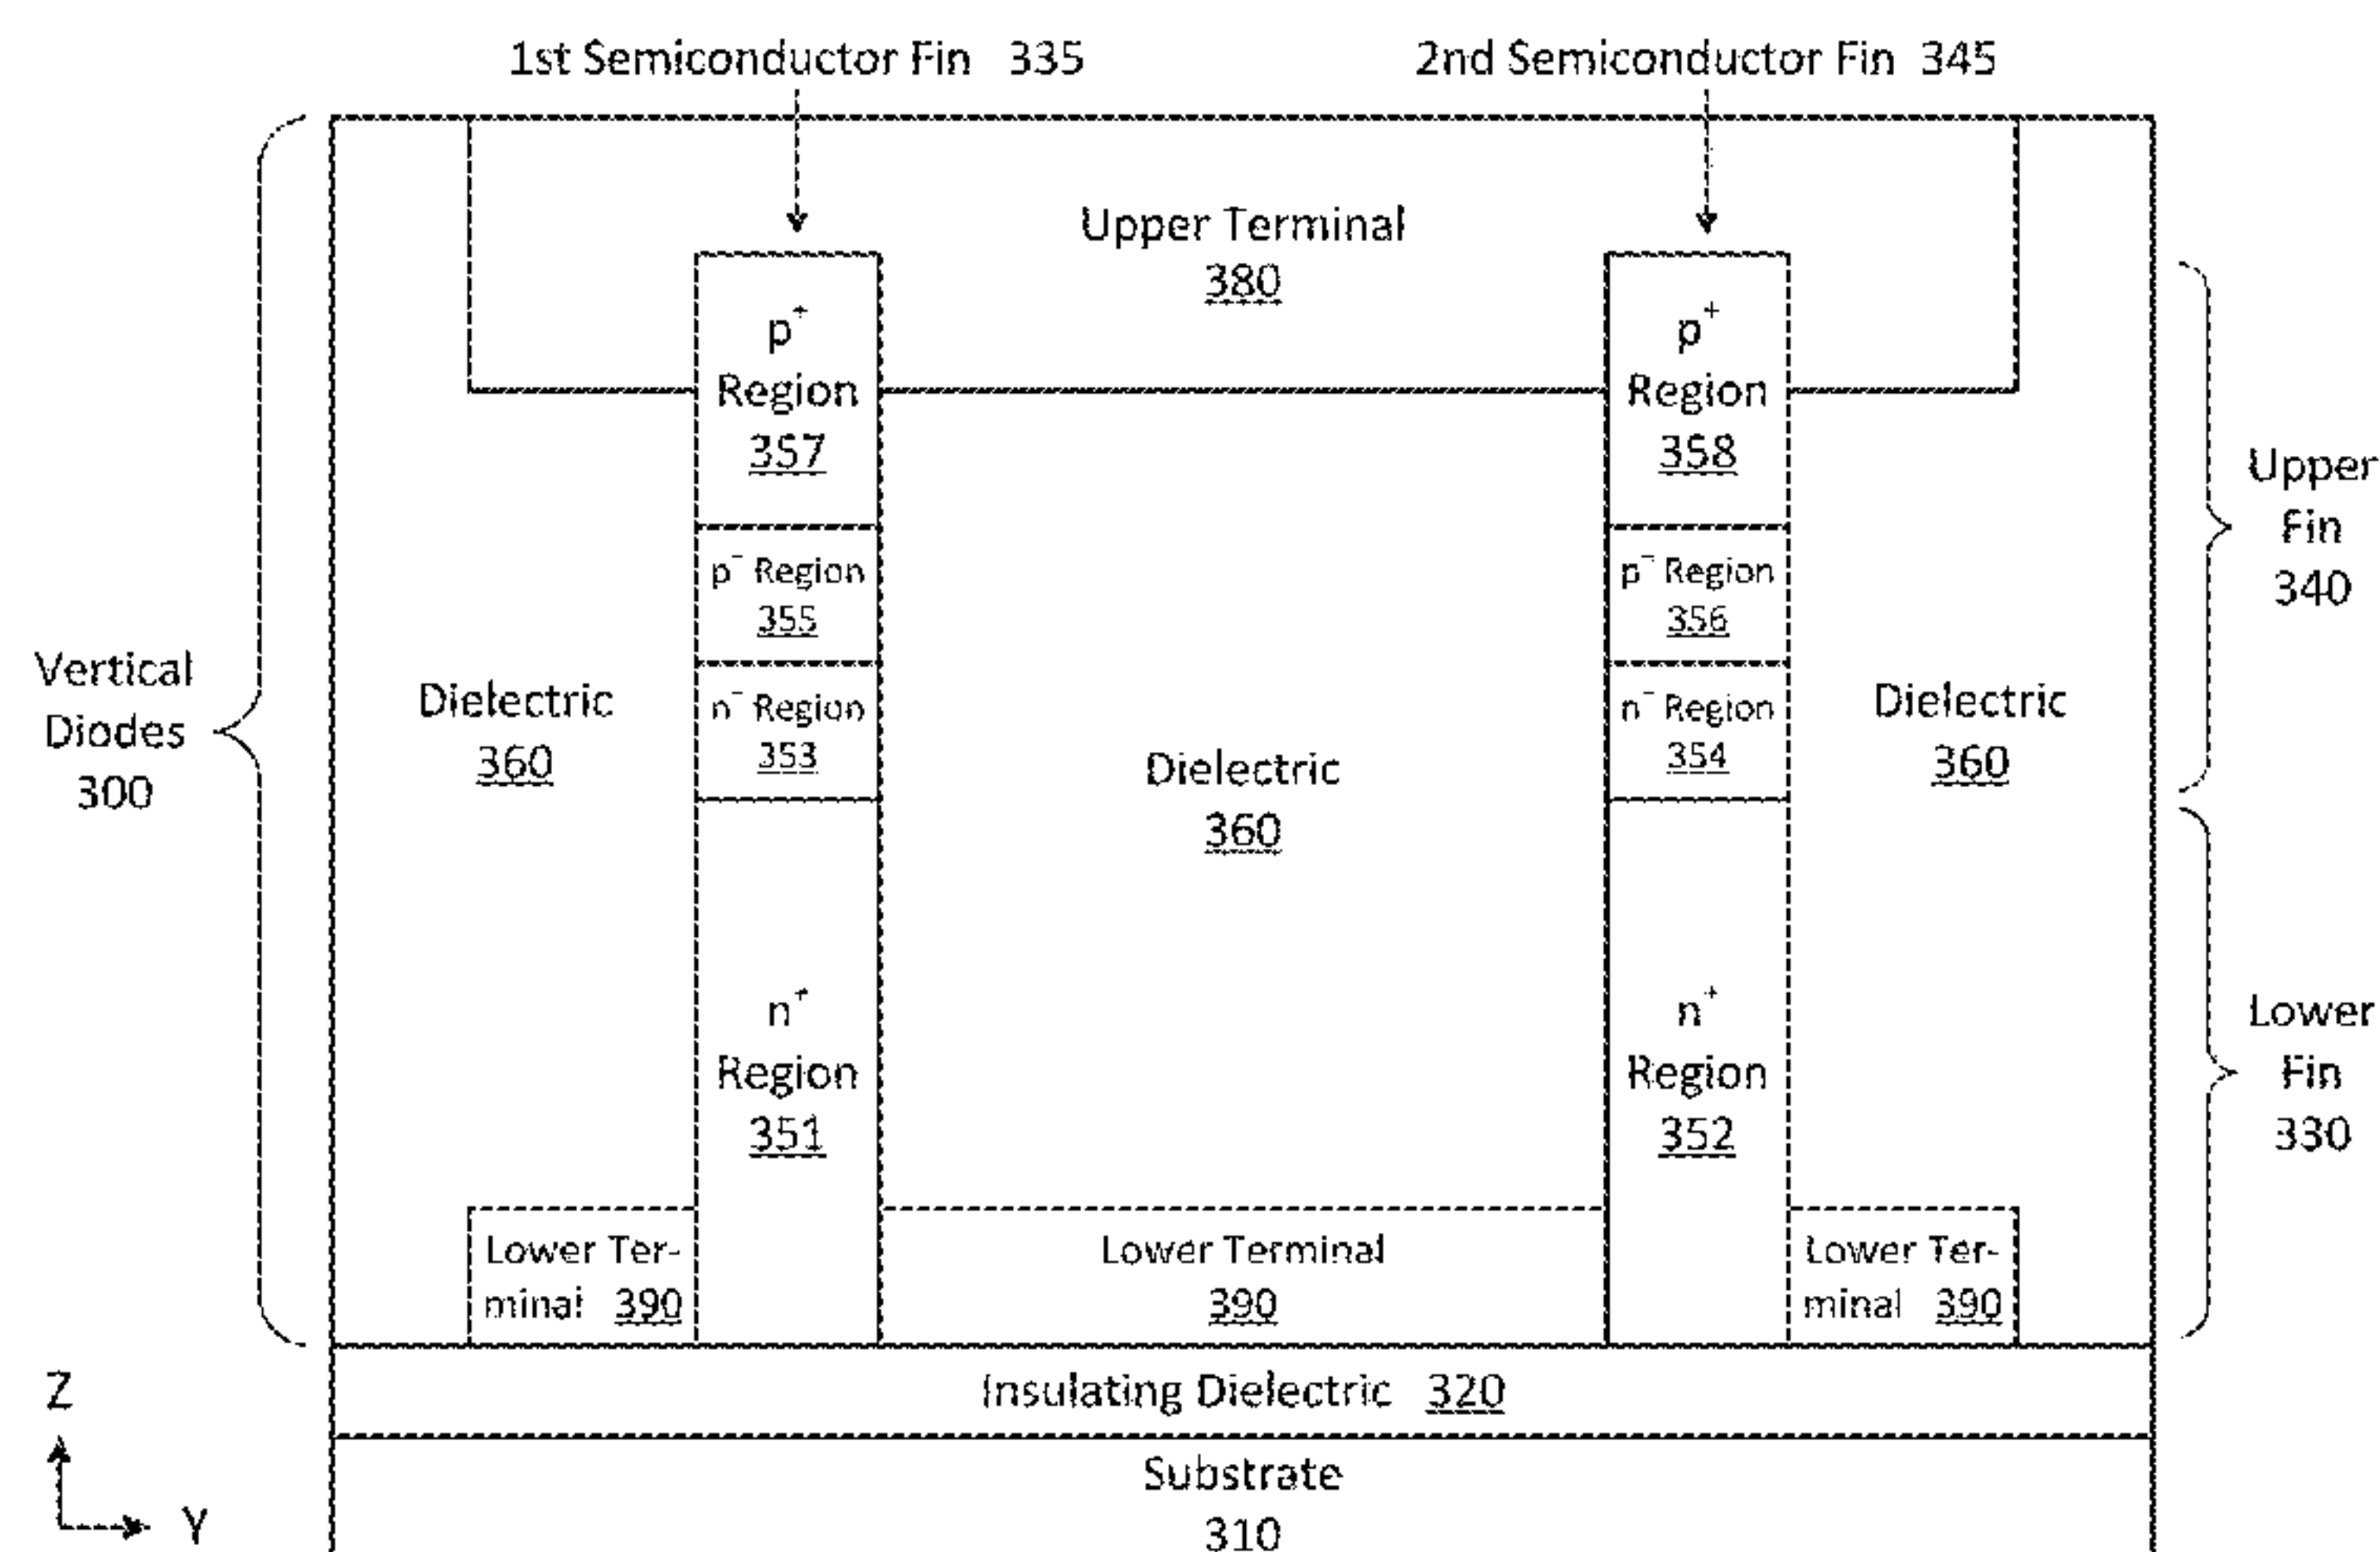 1st Semiconductor Fin 335
2nd Semiconductor Fin 345
Upper Terminal
380
p⁺
Region
357
p⁺
Region
358
Upper
Fin
340
p⁻ Region
355
p⁻ Region
356
Vertical
Diodes
300
Dielectric
360
n⁻ Region
353
Dielectric
360
n⁻ Region
354
Dielectric
360
n⁺
Region
351
n⁺
Region
352
Lower
Fin
330
Lower Ter-
minal 390
Lower Terminal
390
Lower Ter-
minal 390
Insulating Dielectric 320
Substrate
310
Z
Y